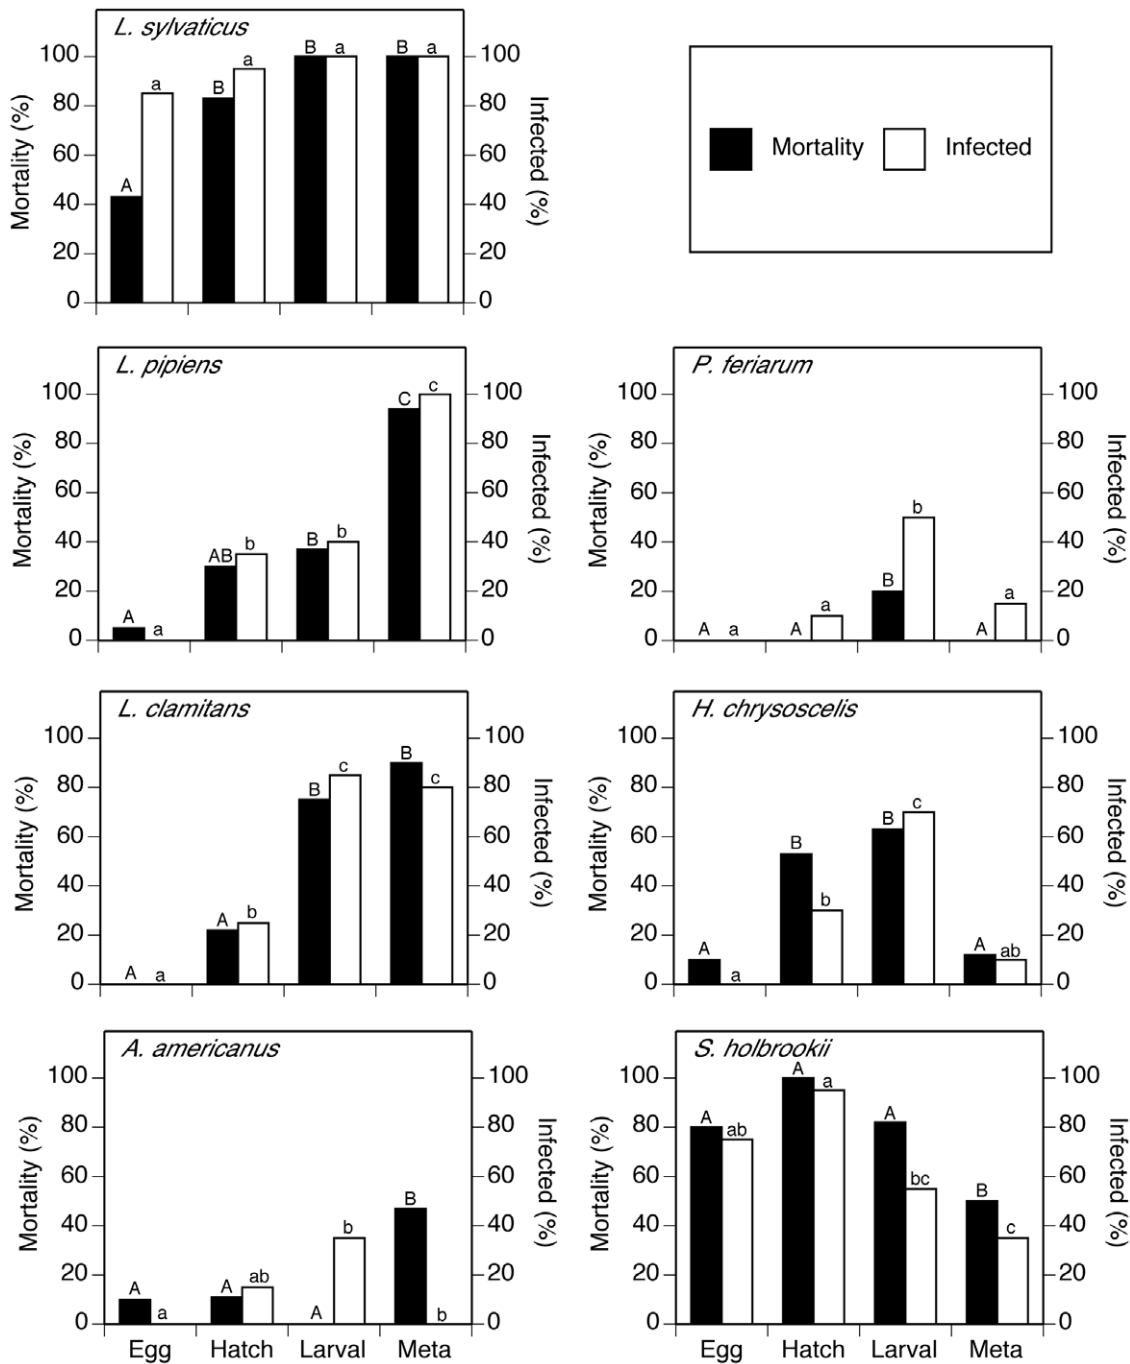 L. sylvaticus
Mortality (%)
100
80
60
40
20
0
A
a
B
a
B
a
B
a
100
80
60
40
20
0
Infected (%)
Mortality
Infected
L. pipiens
Mortality (%)
100
80
60
40
20
0
A
a
AB
b
B
b
C
c
100
80
60
40
20
0
Infected (%)
P. feriarum
Mortality (%)
100
80
60
40
20
0
A
a
A
a
B
b
A
a
100
80
60
40
20
0
Infected (%)
L. clamitans
Mortality (%)
100
80
60
40
20
0
A
a
A
b
B
c
B
c
100
80
60
40
20
0
Infected (%)
H. chrysoscelis
Mortality (%)
100
80
60
40
20
0
A
a
B
b
B
c
A
ab
100
80
60
40
20
0
Infected (%)
A. americanus
Mortality (%)
100
80
60
40
20
0
A
a
A
ab
A
b
B
b
100
80
60
40
20
0
Infected (%)
Egg
Hatch
Larval
Meta
S. holbrookii
Mortality (%)
100
80
60
40
20
0
A
ab
A
a
A
bc
B
c
100
80
60
40
20
0
Infected (%)
Egg
Hatch
Larval
Meta